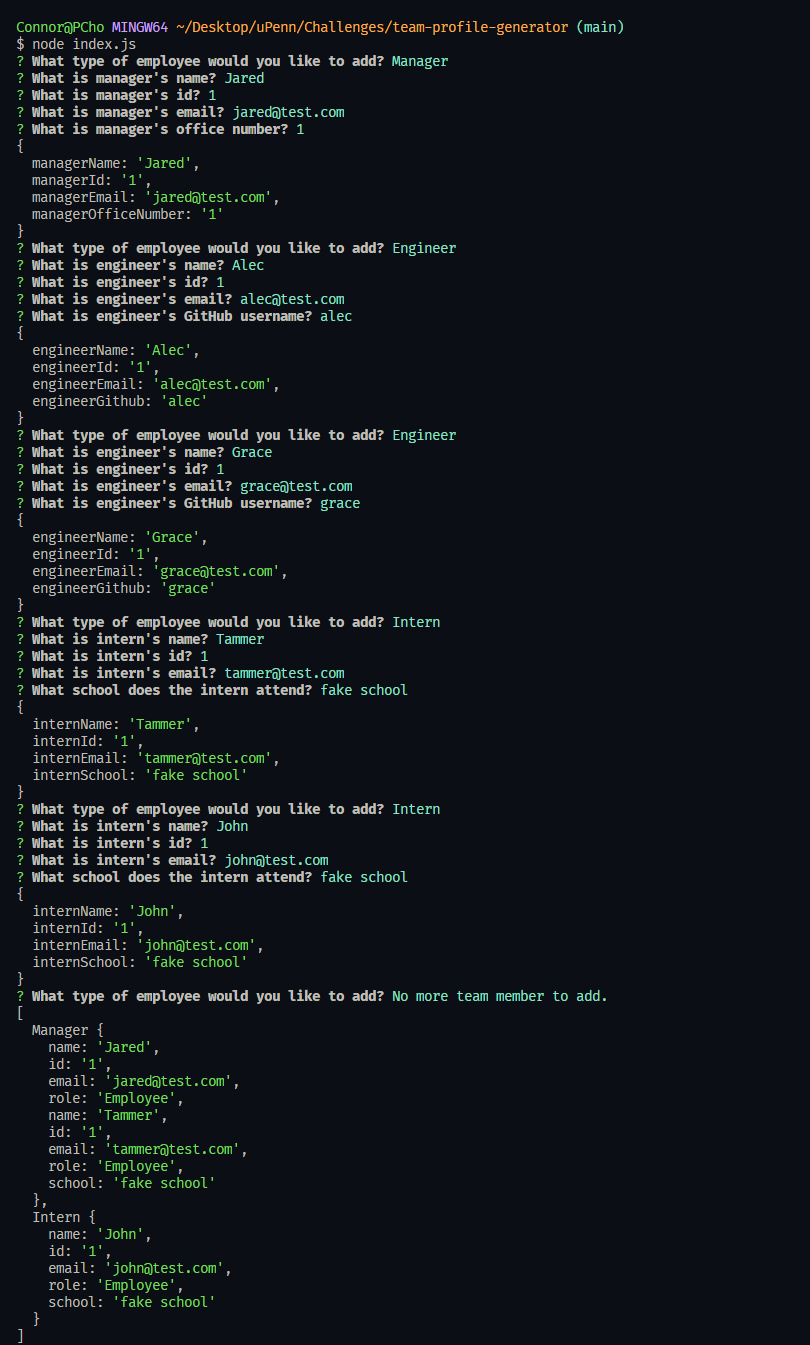 Connor@PCho MINGW64 ~/Desktop/uPenn/Challenges/team-profile-generator (main)
$ node index.js
? What type of employee would you like to add? Manager
? What is manager's name? Jared
? What is manager's id? 1
? What is manager's email? jared@test.com
? What is manager's office number? 1
{
  managerName: 'Jared',
  managerId: '1',
  managerEmail: 'jared@test.com',
  managerOfficeNumber: '1'
}
? What type of employee would you like to add? Engineer
? What is engineer's name? Alec
? What is engineer's id? 1
? What is engineer's email? alec@test.com
? What is engineer's GitHub username? alec
{
  engineerName: 'Alec',
  engineerId: '1',
  engineerEmail: 'alec@test.com',
  engineerGithub: 'alec'
}
? What type of employee would you like to add? Engineer
? What is engineer's name? Grace
? What is engineer's id? 1
? What is engineer's email? grace@test.com
? What is engineer's GitHub username? grace
{
  engineerName: 'Grace',
  engineerId: '1',
  engineerEmail: 'grace@test.com',
  engineerGithub: 'grace'
}
? What type of employee would you like to add? Intern
? What is intern's name? Tammer
? What is intern's id? 1
? What is intern's email? tammer@test.com
? What school does the intern attend? fake school
{
  internName: 'Tammer',
  internId: '1',
  internEmail: 'tammer@test.com',
  internSchool: 'fake school'
}
? What type of employee would you like to add? Intern
? What is intern's name? John
? What is intern's id? 1
? What is intern's email? john@test.com
? What school does the intern attend? fake school
{
  internName: 'John',
  internId: '1',
  internEmail: 'john@test.com',
  internSchool: 'fake school'
}
? What type of employee would you like to add? No more team member to add.
[
  Manager {
    name: 'Jared',
    id: '1',
    email: 'jared@test.com',
    role: 'Employee',
    name: 'Tammer',
    id: '1',
    email: 'tammer@test.com',
    role: 'Employee',
    school: 'fake school'
  },
  Intern {
    name: 'John',
    id: '1',
    email: 'john@test.com',
    role: 'Employee',
    school: 'fake school'
  }
]